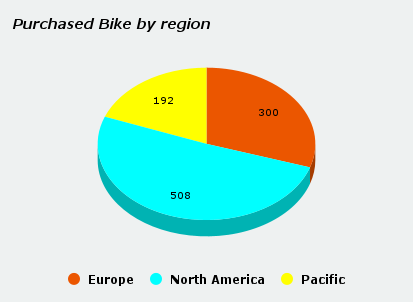 Purchased Bike by region
192
300
508
Europe North America Pacific